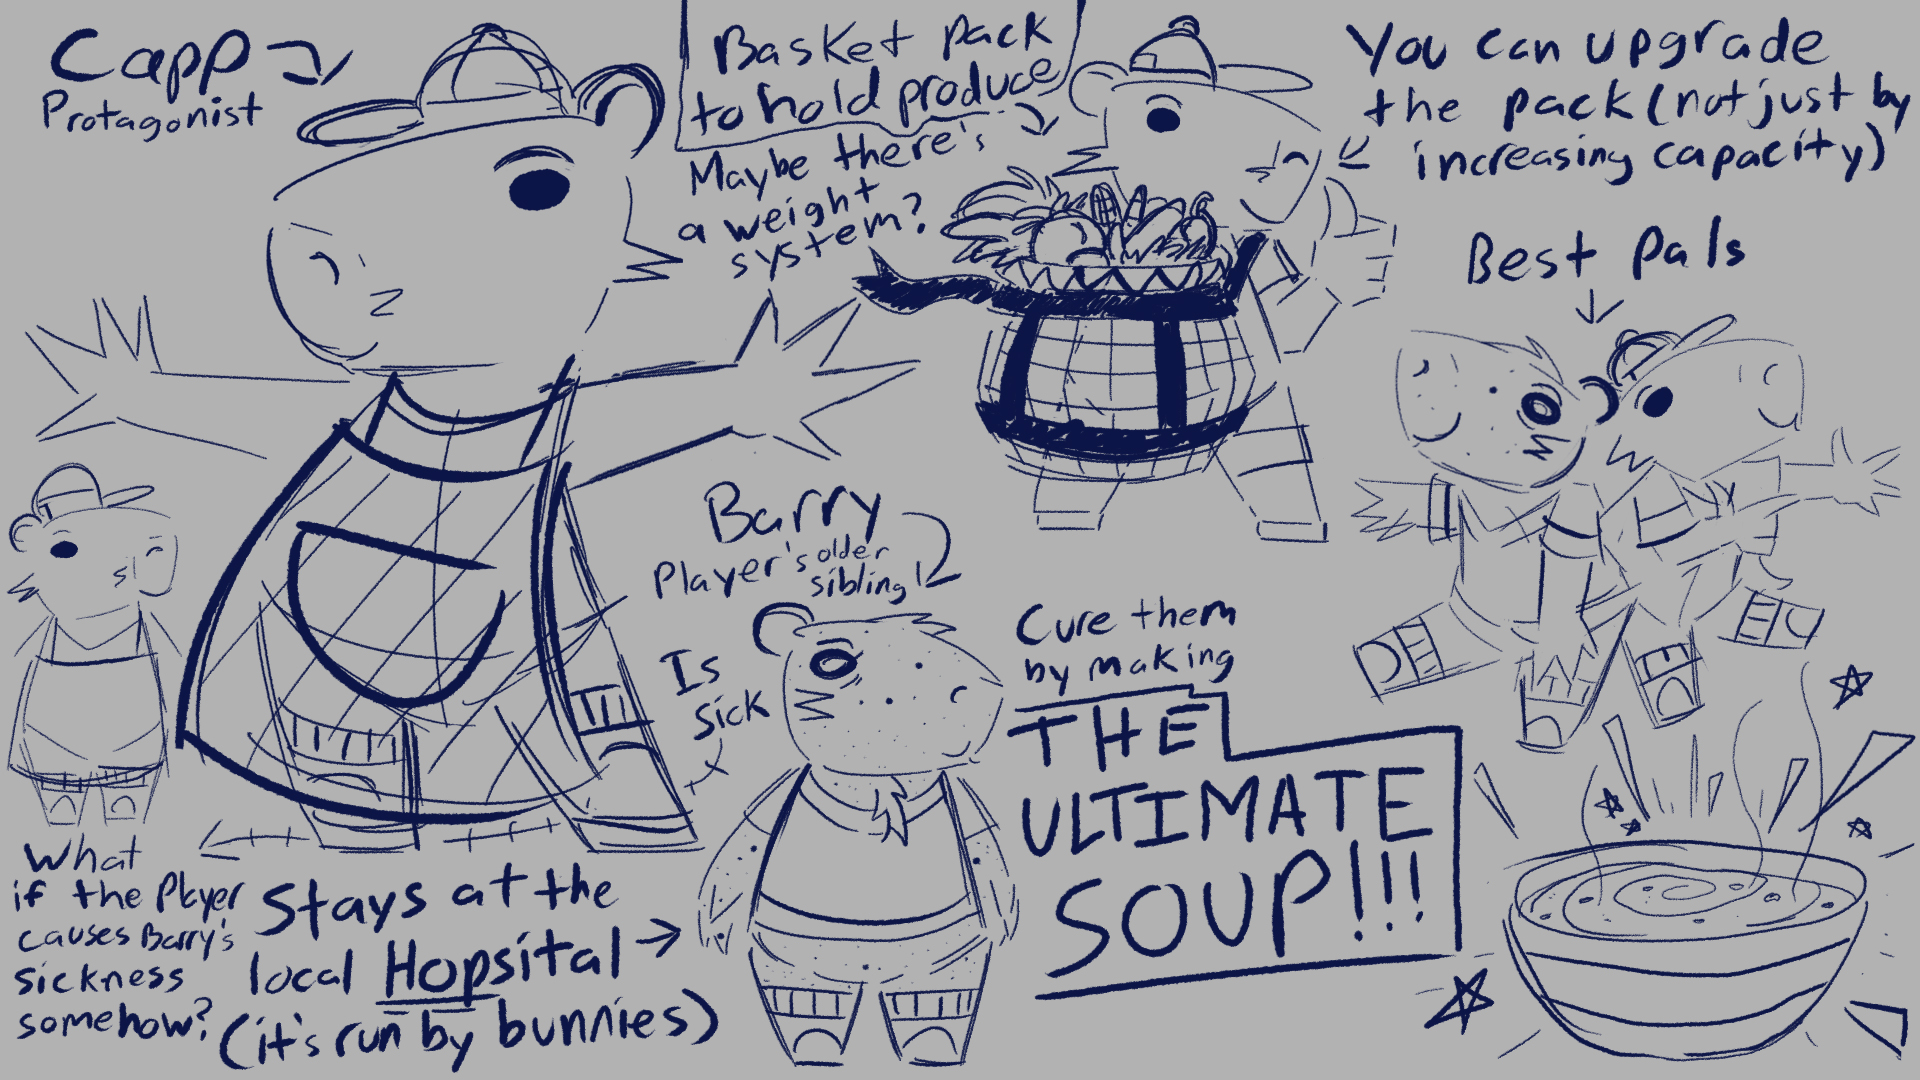 Capp
Protagonist
Basket pack
to hold produce
Maybe there's
a weight
system?
You can upgrade
the pack (not just by
increasing capacity)
Best Pals
Barry
Player's older
sibling!
Is
Sick
Cure them
by making
THE
ULTIMATE
SOUP!!!
What
if the Player
causes Barry's
sickness
somehow?
Stays at the
local Hopsital
(it's run by bunnies)